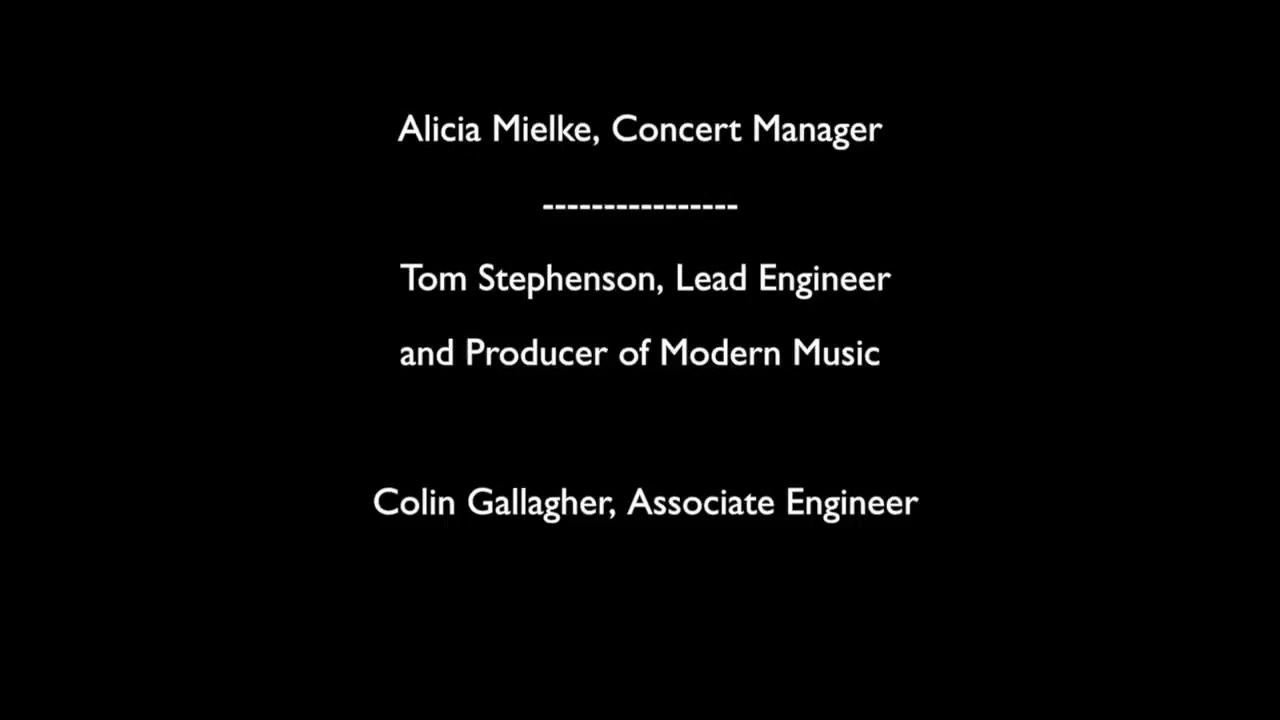 Alicia Mielke, Concert Manager
----------------
Tom Stephenson, Lead Engineer
and Producer of Modern Music
Colin Gallagher, Associate Engineer